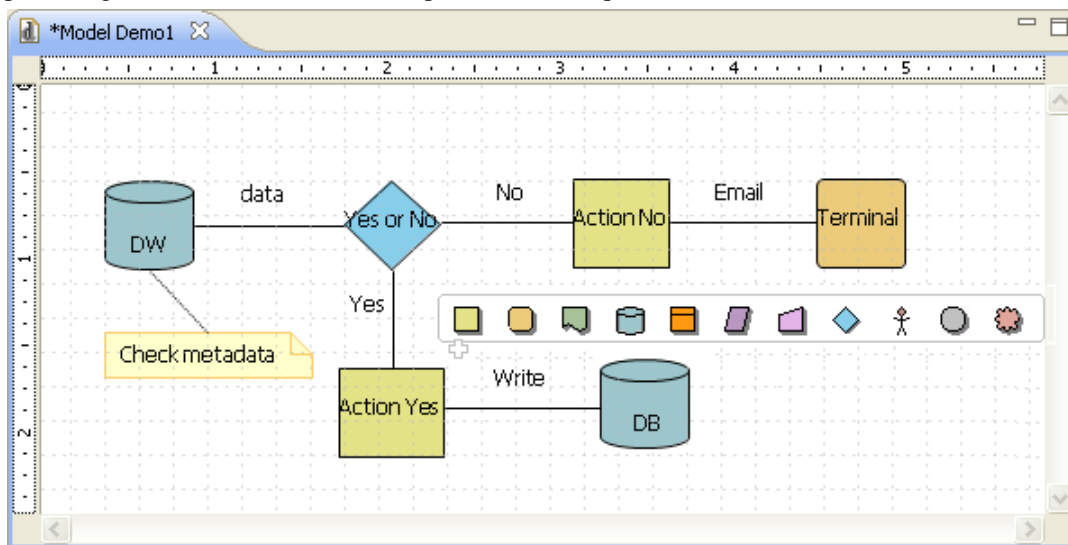 *Model Demo1
1 2 3 4 5
data
No
Email
DW
Yes or No
Action No
Terminal
1
Yes
Check metadata
Write
Action Yes
DB
2